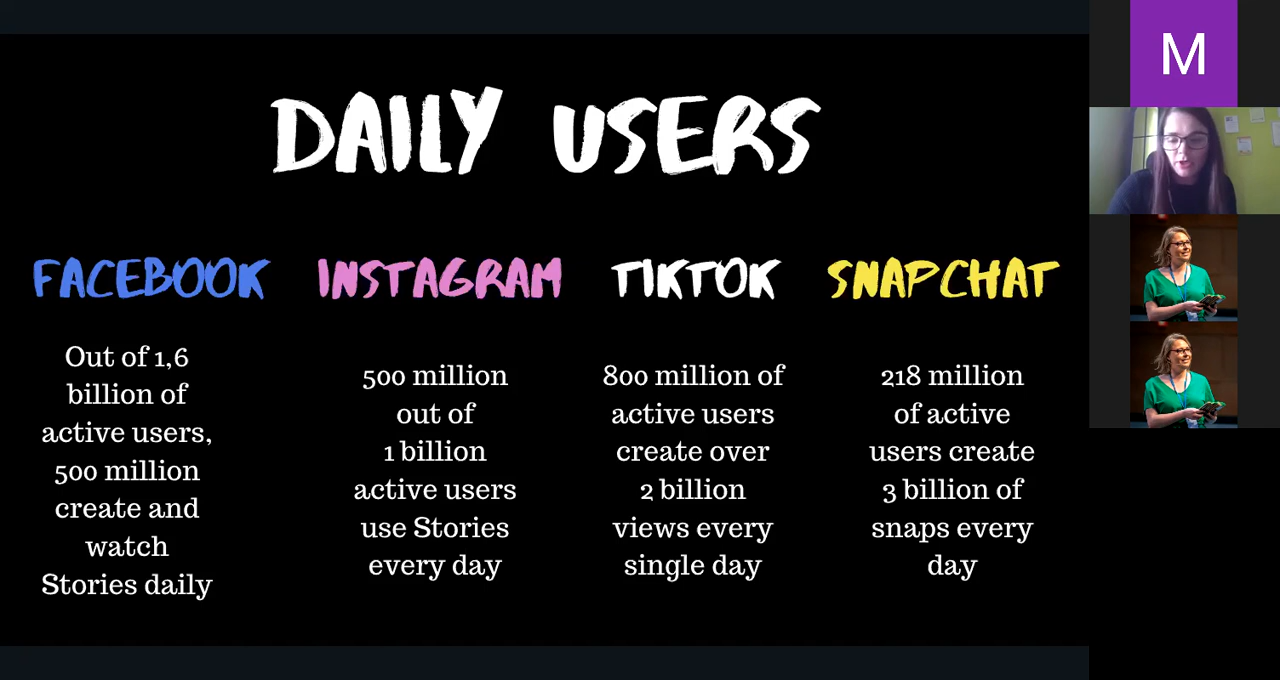 DAILY USERS
FACEBOOK
Out of 1,6
billion of
active users,
500 million
create and
watch
Stories daily
INSTAGRAM
500 million
out of
1 billion
active users
use Stories
every day
TIKTOK
800 million of
active users
create over
2 billion
views every
single day
SNAPCHAT
218 million
of active
users create
3 billion of
snaps every
day
M